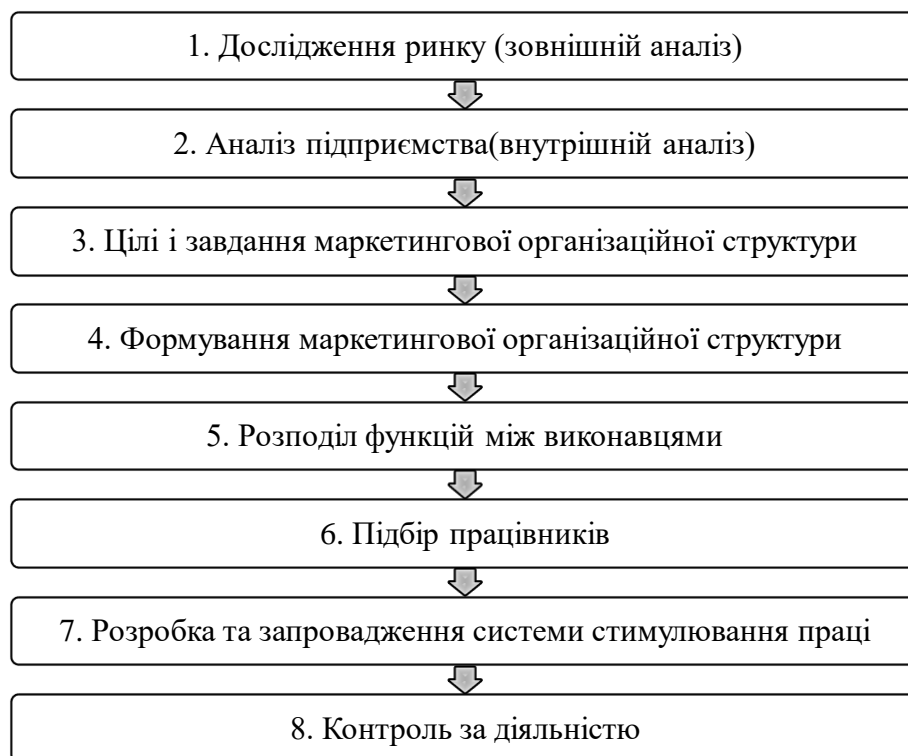 1. Дослідження ринку (зовнішній аналіз)
2. Аналіз підприємства(внутрішній аналіз)
3. Цілі і завдання маркетингової організаційної структури
4. Формування маркетингової організаційної структури
5. Розподіл функцій між виконавцями
6. Підбір працівників
7. Розробка та запровадження системи стимулювання праці
8. Контроль за діяльністю